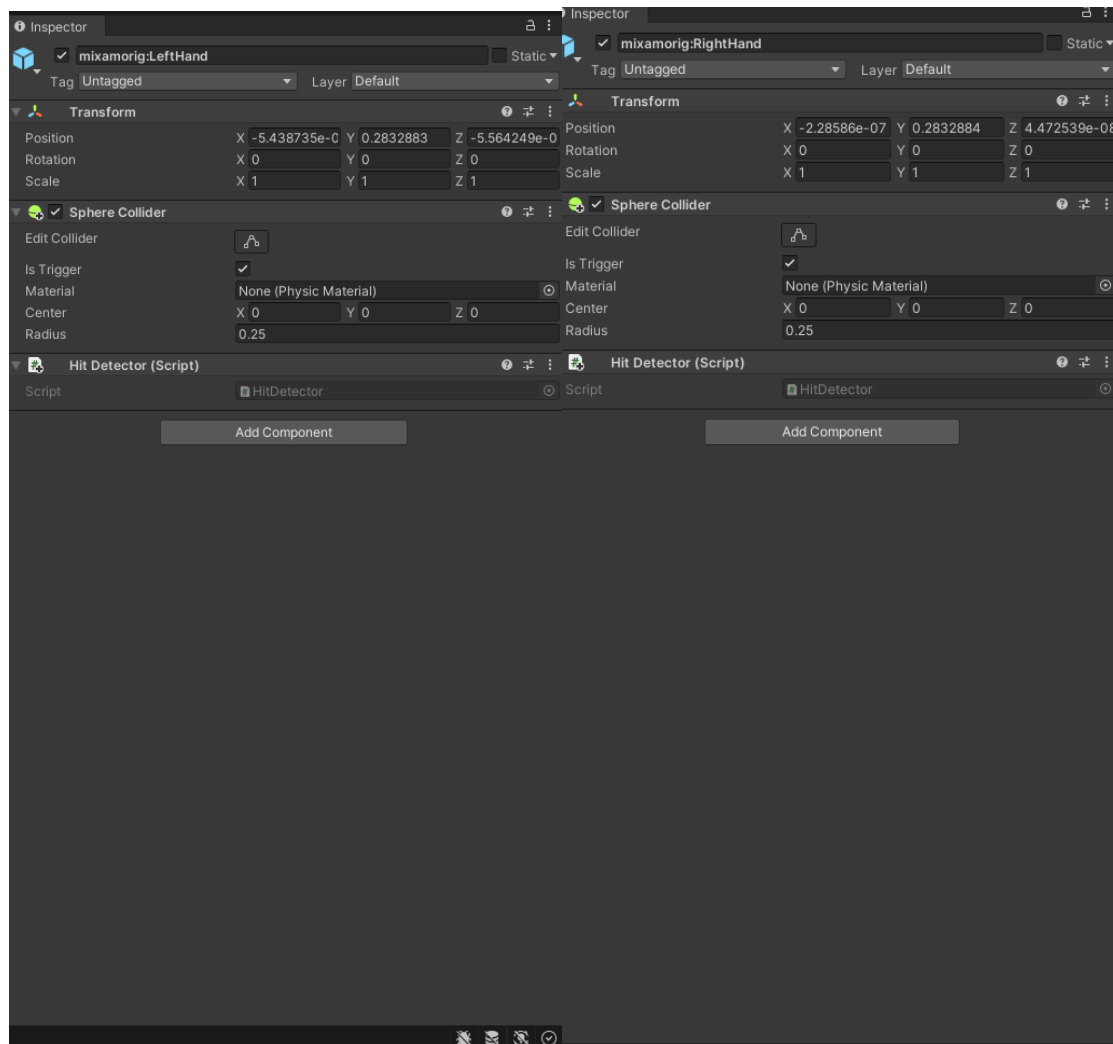 Inspector
mixamorig:LeftHand Static
Tag Untagged Layer Default
Transform
Position X -5.438735e-0 Y 0.2832883 Z -5.564249e-0
Rotation X 0 Y 0 Z 0
Scale X 1 Y 1 Z 1
Sphere Collider
Edit Collider
Is Trigger
Material None (Physic Material)
Center X 0 Y 0 Z 0
Radius 0.25
Hit Detector (Script)
Script HitDetector
Add Component
Inspector
mixamorig:RightHand Static
Tag Untagged Layer Default
Transform
Position X -2.28586e-07 Y 0.2832884 Z 4.472539e-08
Rotation X 0 Y 0 Z 0
Scale X 1 Y 1 Z 1
Sphere Collider
Edit Collider
Is Trigger
Material None (Physic Material)
Center X 0 Y 0 Z 0
Radius 0.25
Hit Detector (Script)
Script HitDetector
Add Component